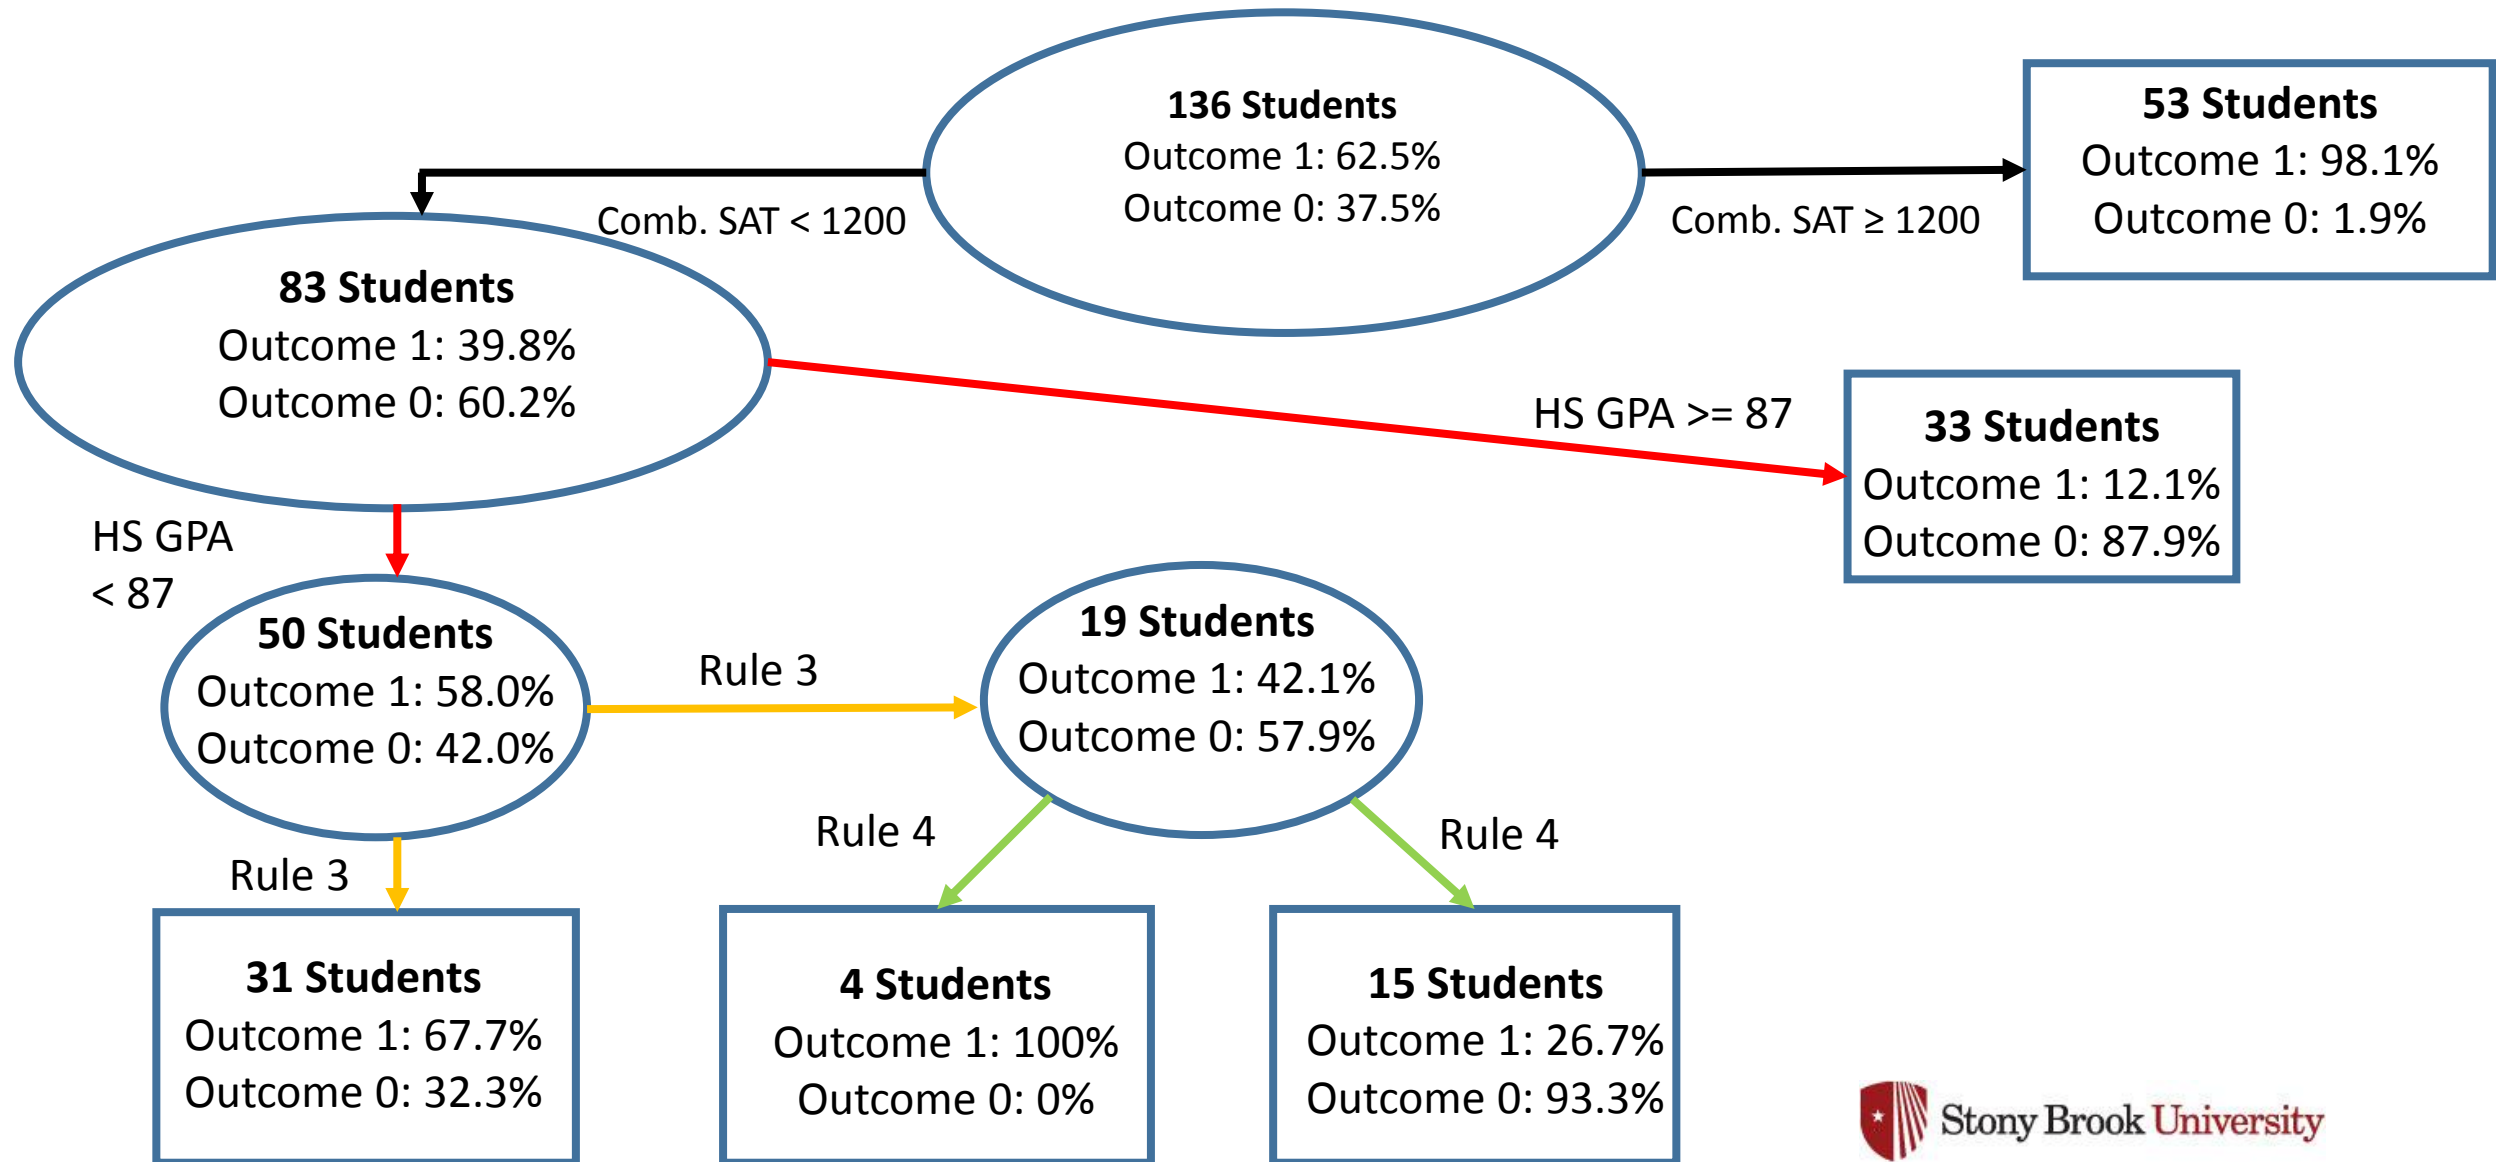 136 Students
Outcome 1: 62.5%
Outcome 0: 37.5%
53 Students
Outcome 1: 98.1%
Outcome 0: 1.9%
Comb. SAT < 1200
Comb. SAT ≥ 1200
83 Students
Outcome 1: 39.8%
Outcome 0: 60.2%
HS GPA >= 87
33 Students
Outcome 1: 12.1%
Outcome 0: 87.9%
HS GPA
< 87
50 Students
Outcome 1: 58.0%
Outcome 0: 42.0%
Rule 3
19 Students
Outcome 1: 42.1%
Outcome 0: 57.9%
Rule 3
Rule 4
Rule 4
31 Students
Outcome 1: 67.7%
Outcome 0: 32.3%
4 Students
Outcome 1: 100%
Outcome 0: 0%
15 Students
Outcome 1: 26.7%
Outcome 0: 93.3%
Stony Brook University